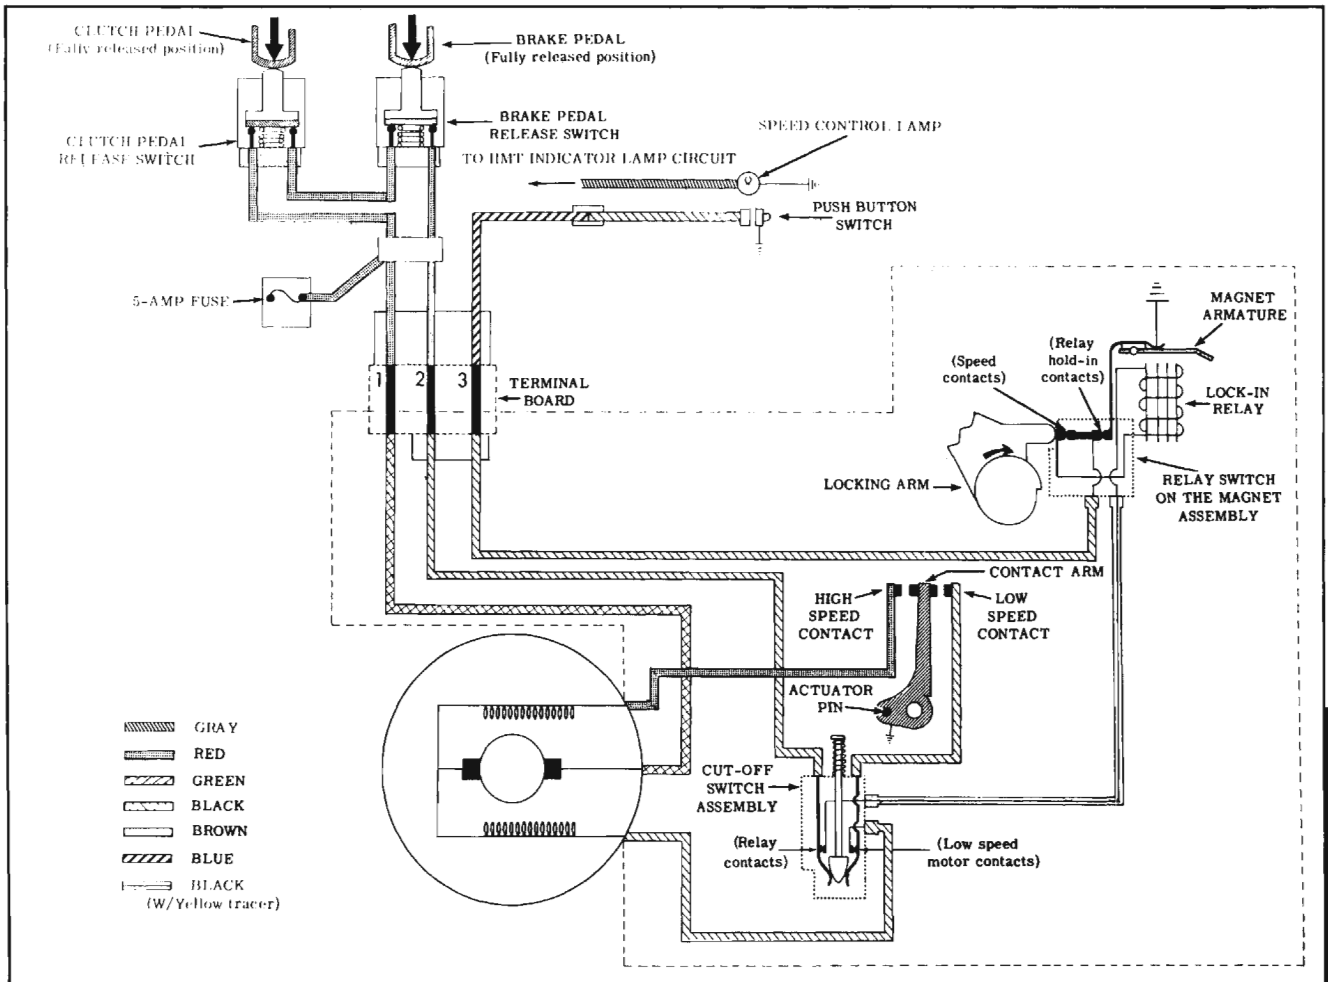 CLUTCH PEDAL
(Fully released position)
BRAKE PEDAL
(Fully released position)
CLUTCH PEDAL
RELEASE SWITCH
BRAKE PEDAL
RELEASE SWITCH
SPEED CONTROL LAMP
TO HMT INDICATOR LAMP CIRCUIT
PUSH BUTTON
SWITCH
5-AMP FUSE
1 2 3
TERMINAL
BOARD
MAGNET
ARMATURE
(Relay
hold-in
contacts)
(Speed
contacts)
LOCK-IN
RELAY
LOCKING ARM
RELAY SWITCH
ON THE MAGNET
ASSEMBLY
CONTACT ARM
HIGH
SPEED
CONTACT
LOW
SPEED
CONTACT
ACTUATOR
PIN
CUT-OFF
SWITCH
ASSEMBLY
(Relay
contacts)
(Low speed
motor contacts)
GRAY
RED
GREEN
BLACK
BROWN
BLUE
BLACK
(W/Yellow tracer)